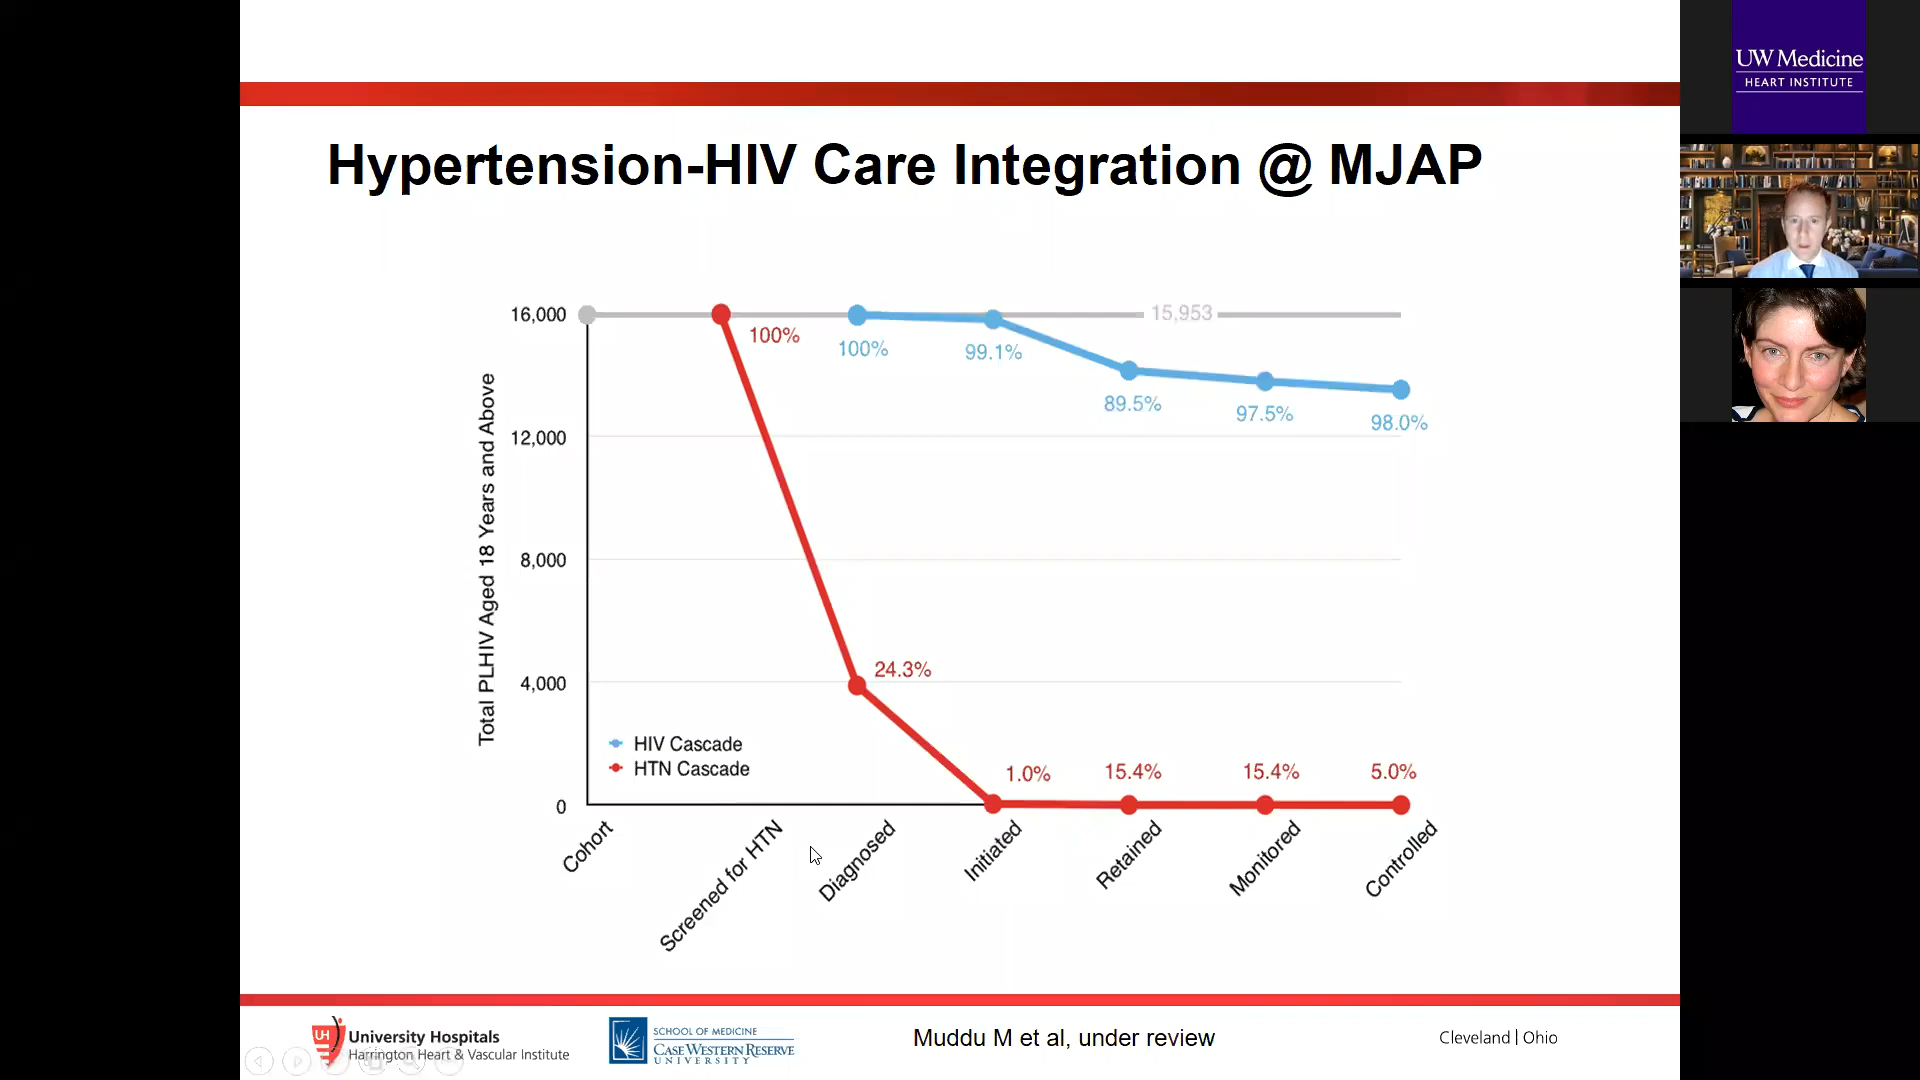 Hypertension-HIV Care Integration @ MJAP
Total PLHIV Aged 18 Years and Above
16,000
12,000
8,000
4,000
0
15,953
100%
100%
99.1%
89.5%
97.5%
98.0%
24.3%
1.0%
15.4%
15.4%
5.0%
HIV Cascade
HTN Cascade
Cohort
Screened for HTN
Diagnosed
Initiated
Retained
Monitored
Controlled
UH
University Hospitals
Harrington Heart & Vascular Institute
SCHOOL OF MEDICINE
CASE WESTERN RESERVE
UNIVERSITY
Muddu M et al, under review
Cleveland | Ohio
UW Medicine
HEART INSTITUTE